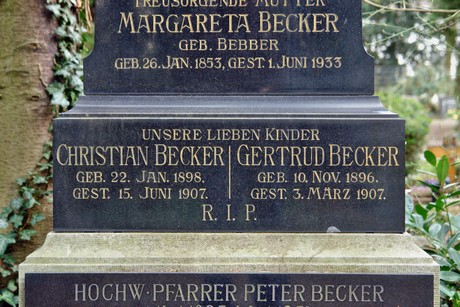 TREUSORGENDE MUTTER
MARGARETA BECKER
GEB. BEBBER
GEB. 26. JAN. 1853, GEST. 1. JUNI 1933
UNSERE LIEBEN KINDER
CHRISTIAN BECKER
GEB. 22. JAN. 1898.
GEST. 15. JUNI 1907.
GERTRUD BECKER
GEB. 10. NOV. 1896.
GEST. 3. MÄRZ 1907.
R. I. P.
HOCHW. PFARRER PETER BECKER